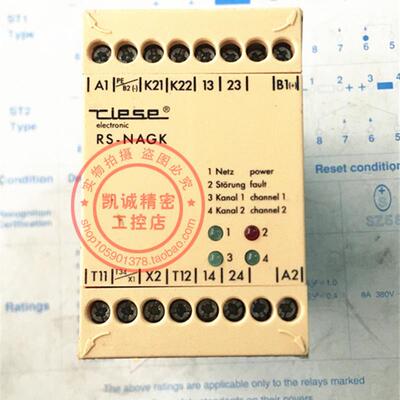 ST1
Type
ST2
Type
Ratings
A1 PE/B2(-) K21 K22 13 23 B1(+)
riese®
electronic
RS-NAGK
1 Netz power
2 Störung fault
3 Kanal 1 channel 1
4 Kanal 2 channel 2
1 2
3 4
Reset condition
实物拍摄 盗图必究
凯诚精密
工控店
shop105901378.taobao.com
T11 T34/X1 X2 T12 14 24 A2
8A 380V
The above ratings are applicable only to the relays marked